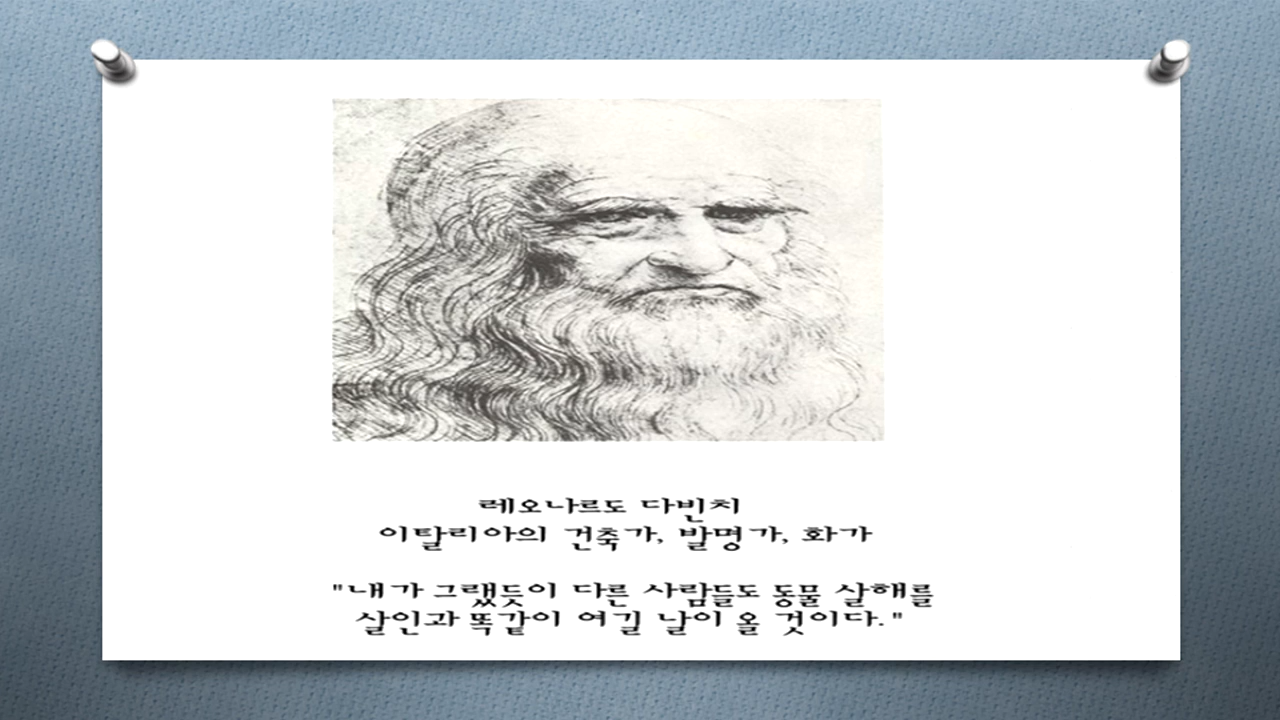 레오나르도 다빈치
이탈리아의 건축가, 발명가, 화가
"내가 그랬듯이 다른 사람들도 동물 살해를
살인과 똑같이 여길 날이 올 것이다."